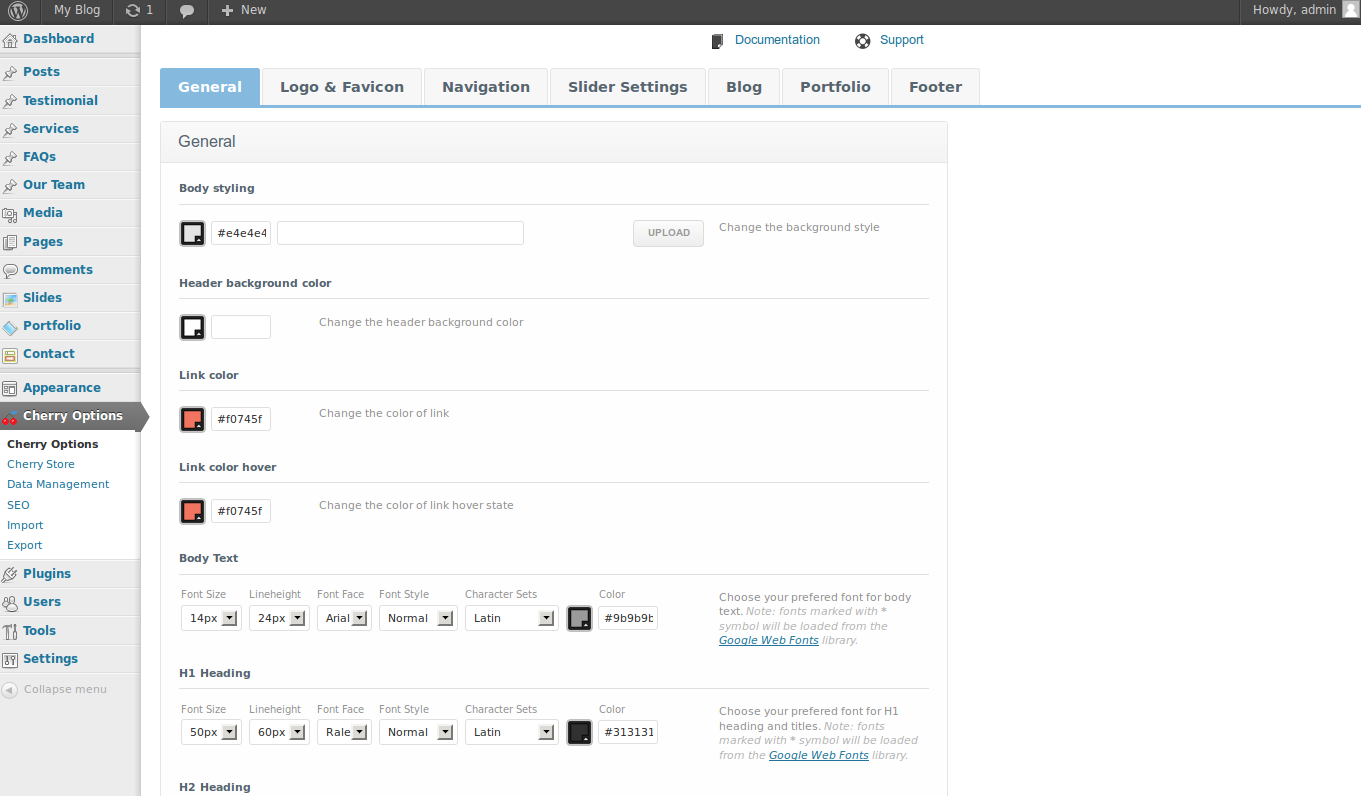 My Blog 1 New Howdy, admin
Dashboard
Posts
Testimonial
Services
FAQs
Our Team
Media
Pages
Comments
Slides
Portfolio
Contact
Appearance
Cherry Options
Cherry Options
Cherry Store
Data Management
SEO
Import
Export
Plugins
Users
Tools
Settings
Collapse menu
Documentation Support
General Logo & Favicon Navigation Slider Settings Blog Portfolio Footer
General
Body styling
#e4e4e4 UPLOAD Change the background style
Header background color
Change the header background color
Link color
#f0745f Change the color of link
Link color hover
#f0745f Change the color of link hover state
Body Text
Font Size Lineheight Font Face Font Style Character Sets Color
14px 24px Arial Normal Latin #9b9b9b
Choose your prefered font for body
text. Note: fonts marked with *
symbol will be loaded from the
Google Web Fonts library.
H1 Heading
Font Size Lineheight Font Face Font Style Character Sets Color
50px 60px Rale Normal Latin #313131
Choose your prefered font for H1
heading and titles. Note: fonts
marked with * symbol will be loaded
from the Google Web Fonts library.
H2 Heading